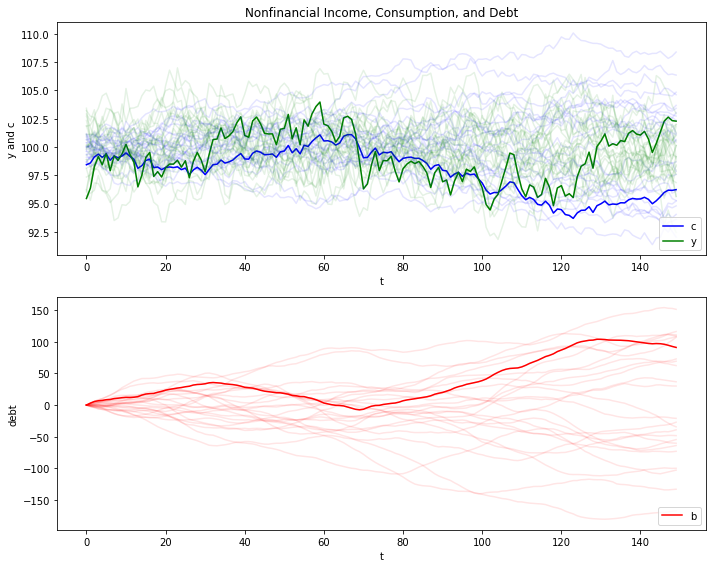 Nonfinancial Income, Consumption, and Debt
110.0
107.5
105.0
102.5
100.0
97.5
95.0
92.5
y and c
0 20 40 60 80 100 120 140
t
c
y
150
100
50
0
−50
−100
−150
debt
0 20 40 60 80 100 120 140
t
b